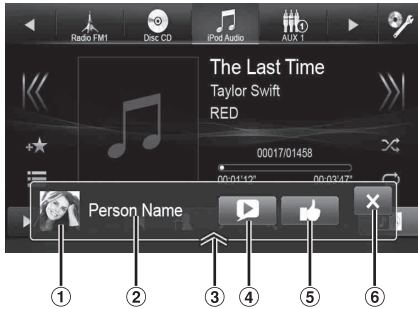 Radio FM1
Disc CD
iPod Audio
AUX 1
1
The Last Time
Taylor Swift
RED
00017/01458
00:01'12"
00:03'47"
Person Name
1
2
3
4
5
6